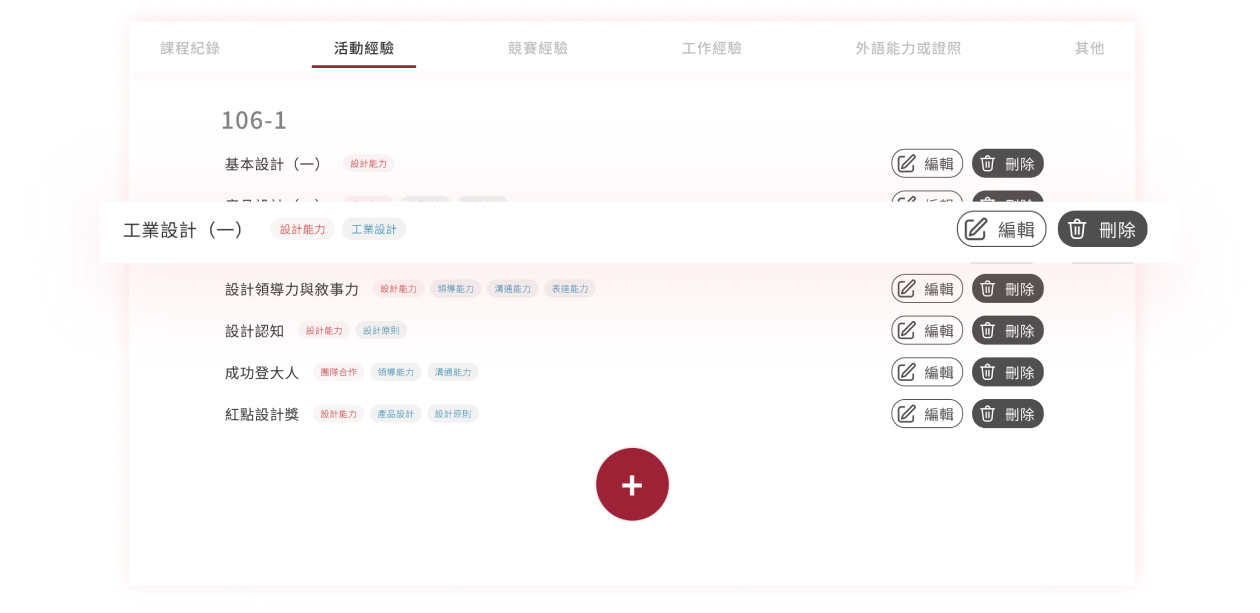 課程紀錄 活動經驗 競賽經驗 工作經驗 外語能力或證照 其他
106-1
基本設計（一） 設計能力 編輯 刪除
工業設計（一） 設計能力 工業設計 編輯 刪除
設計領導力與敘事力 設計能力 領導能力 溝通能力 表達能力 編輯 刪除
設計認知 設計能力 設計原則 編輯 刪除
成功登大人 團隊合作 領導能力 溝通能力 編輯 刪除
紅點設計獎 設計能力 產品設計 設計原則 編輯 刪除
+